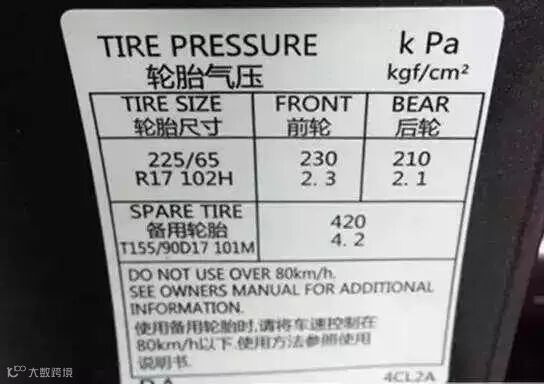 TIRE PRESSURE k Pa
轮胎气压 kgf/cm²
TIRE SIZE FRONT BEAR
轮胎尺寸 前轮 后轮
225/65 230 210
R17 102H 2. 3 2. 1
SPARE TIRE 420
备用轮胎 4. 2
T155/90D17 101M
DO NOT USE OVER 80km/h.
SEE OWNERS MANUAL FOR ADDITIONAL
INFORMATION.
使用备用轮胎时,请将车速控制在
80km/h以下.使用方法参照使用
说明书.
4CL2A
大数跨境